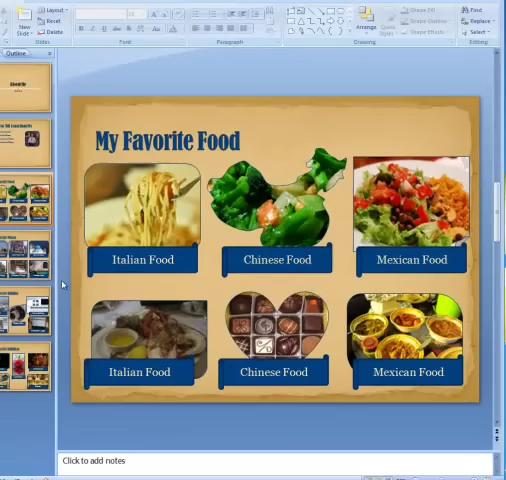 Layout
Reset
New
Slide
Delete
Slides
Font
Paragraph
Arrange
Quick
Styles
Shape Fill
Shape Outline
Shape Effects
Drawing
Find
Replace
Select
Editing
Outline
My Favorite Food
Italian Food
Chinese Food
Mexican Food
Italian Food
Chinese Food
Mexican Food
Click to add notes